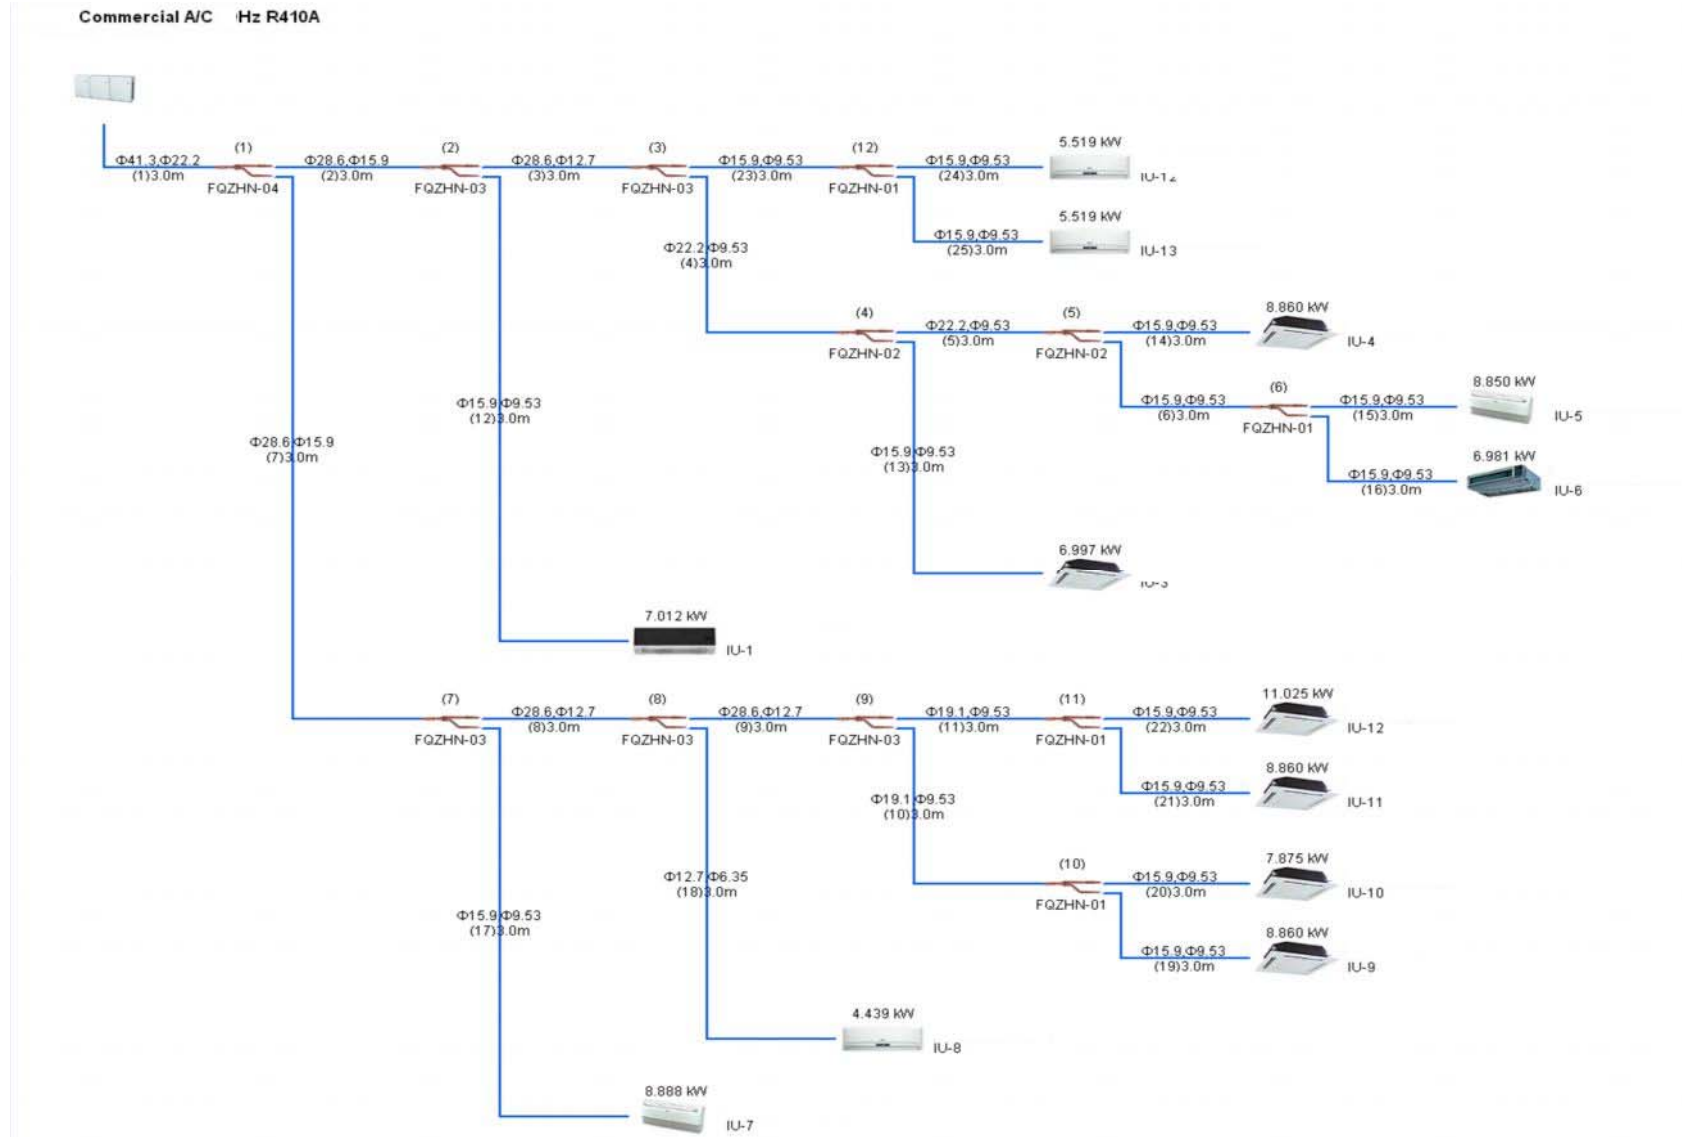 Commercial A/C Hz R410A
(1)
(2)
(3)
(12)
5.519 kW
Φ41.3,Φ22.2
Φ28.6,Φ15.9
Φ28.6,Φ12.7
Φ15.9,Φ9.53
Φ15.9,Φ9.53
(1)3.0m
(2)3.0m
(3)3.0m
(23)3.0m
(24)3.0m
IU-12
FQZHN-04
FQZHN-03
FQZHN-03
FQZHN-01
5.519 kW
Φ15.9,Φ9.53
(25)3.0m
IU-13
Φ22.2,Φ9.53
(4)3.0m
8.860 kW
(4)
(5)
Φ22.2,Φ9.53
Φ15.9,Φ9.53
(5)3.0m
(14)3.0m
IU-4
FQZHN-02
FQZHN-02
8.850 kW
(6)
Φ15.9,Φ9.53
Φ15.9,Φ9.53
Φ15.9,Φ9.53
(12)3.0m
(6)3.0m
(15)3.0m
IU-5
FQZHN-01
Φ28.6,Φ15.9
(7)3.0m
Φ15.9,Φ9.53
(13)3.0m
6.981 kW
Φ15.9,Φ9.53
(16)3.0m
IU-6
6.997 kW
IU-3
7.012 kW
IU-1
11.025 kW
(7)
(8)
(9)
(11)
Φ28.6,Φ12.7
Φ28.6,Φ12.7
Φ19.1,Φ9.53
Φ15.9,Φ9.53
(8)3.0m
(9)3.0m
(11)3.0m
(22)3.0m
IU-12
FQZHN-03
FQZHN-03
FQZHN-03
FQZHN-01
8.860 kW
Φ15.9,Φ9.53
(21)3.0m
IU-11
Φ19.1,Φ9.53
(10)3.0m
7.875 kW
(10)
Φ12.7,Φ6.35
(18)3.0m
Φ15.9,Φ9.53
(20)3.0m
IU-10
FQZHN-01
Φ15.9,Φ9.53
(17)3.0m
8.860 kW
Φ15.9,Φ9.53
(19)3.0m
IU-9
4.439 kW
IU-8
8.888 kW
IU-7